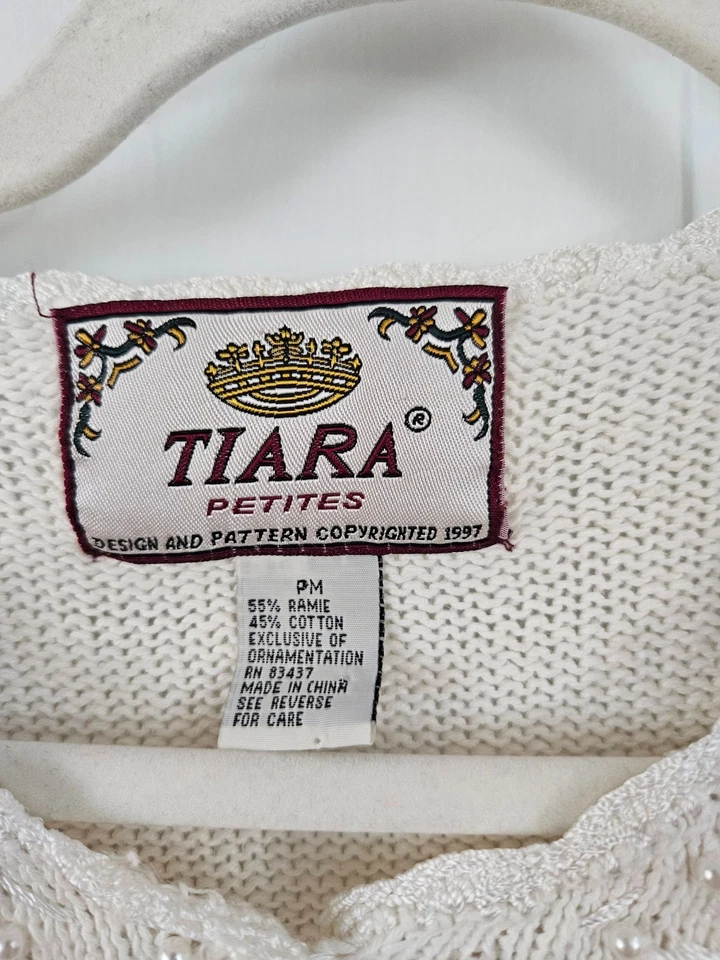 TIARA®
PETITES
DESIGN AND PATTERN COPYRIGHTED 1997
PM
55% RAMIE
45% COTTON
EXCLUSIVE OF
ORNAMENTATION
RN 83437
MADE IN CHINA
SEE REVERSE
FOR CARE